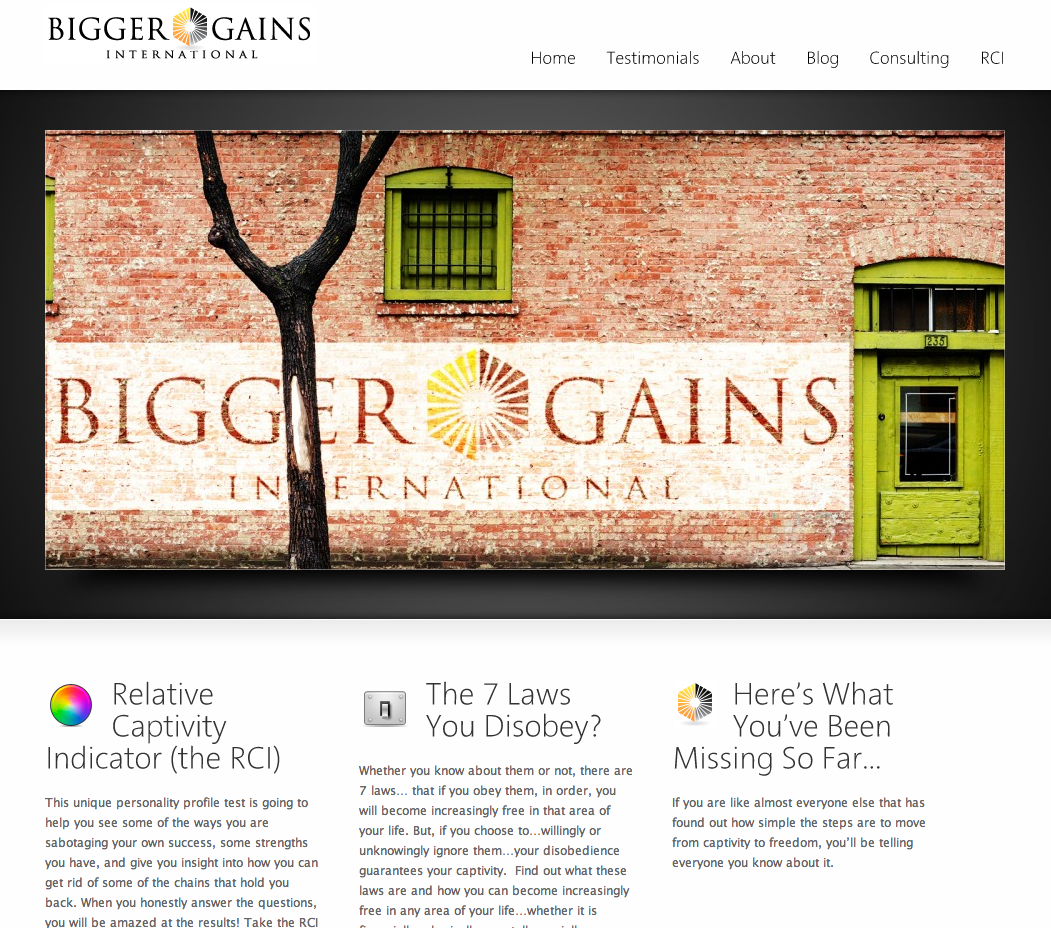 BIGGER GAINS
INTERNATIONAL
Home Testimonials About Blog Consulting RCI
235
BIGGER GAINS
INTERNATIONAL
Relative
Captivity
Indicator (the RCI)
This unique personality profile test is going to
help you see some of the ways you are
sabotaging your own success, some strengths
you have, and give you insight into how you can
get rid of some of the chains that hold you
back. When you honestly answer the questions,
you will be amazed at the results! Take the RCI
The 7 Laws
You Disobey?
Whether you know about them or not, there are
7 laws… that if you obey them, in order, you
will become increasingly free in that area of
your life. But, if you choose to…willingly or
unknowingly ignore them…your disobedience
guarantees your captivity.  Find out what these
laws are and how you can become increasingly
free in any area of your life…whether it is
Here’s What
You’ve Been
Missing So Far…
If you are like almost everyone else that has
found out how simple the steps are to move
from captivity to freedom, you’ll be telling
everyone you know about it.